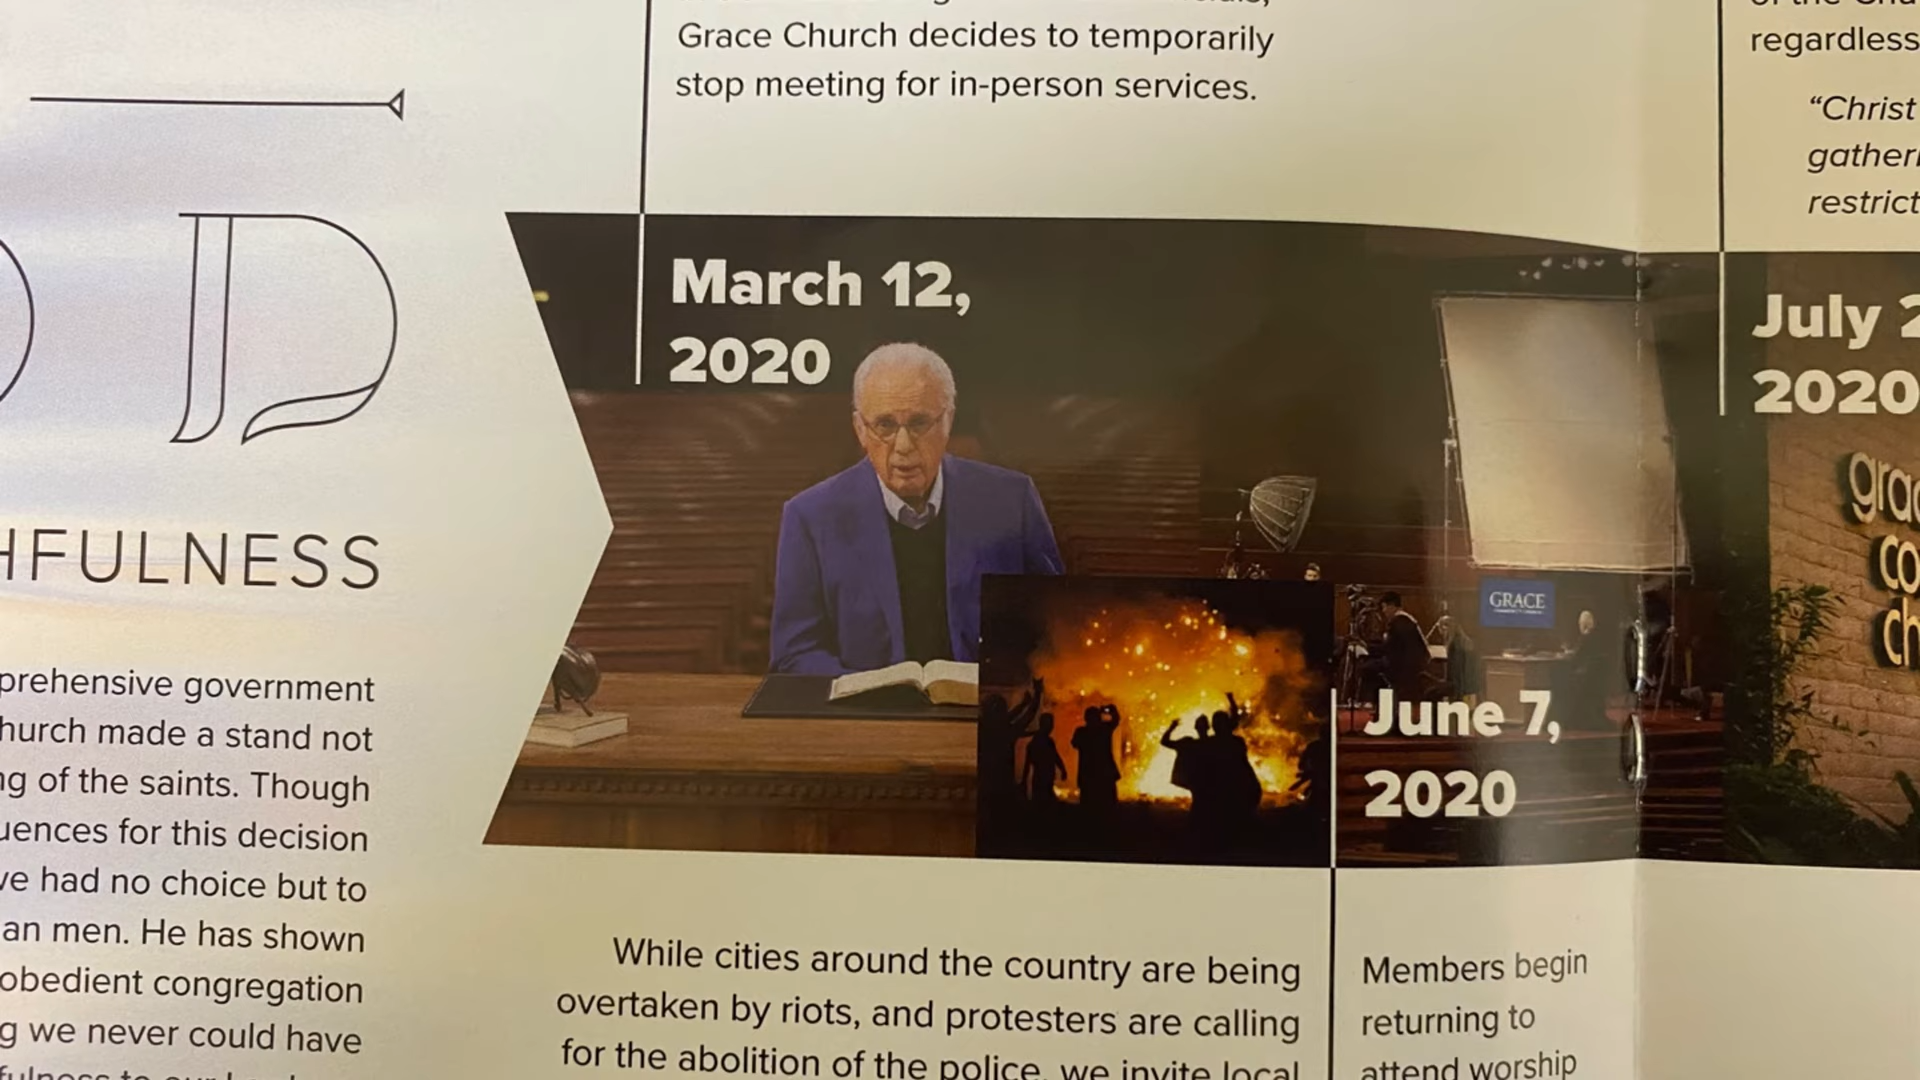 Grace Church decides to temporarily
stop meeting for in-person services.
regardless
"Christ
D
March 12,
2020
July 2
2020
GRACE
June 7,
2020
HFULNESS
prehensive government
hurch made a stand not
ng of the saints. Though
uences for this decision
ve had no choice but to
an men. He has shown
obedient congregation
g we never could have
While cities around the country are being
overtaken by riots, and protesters are calling
for the abolition of the police, we invite local
Members begin
returning to
attend worship